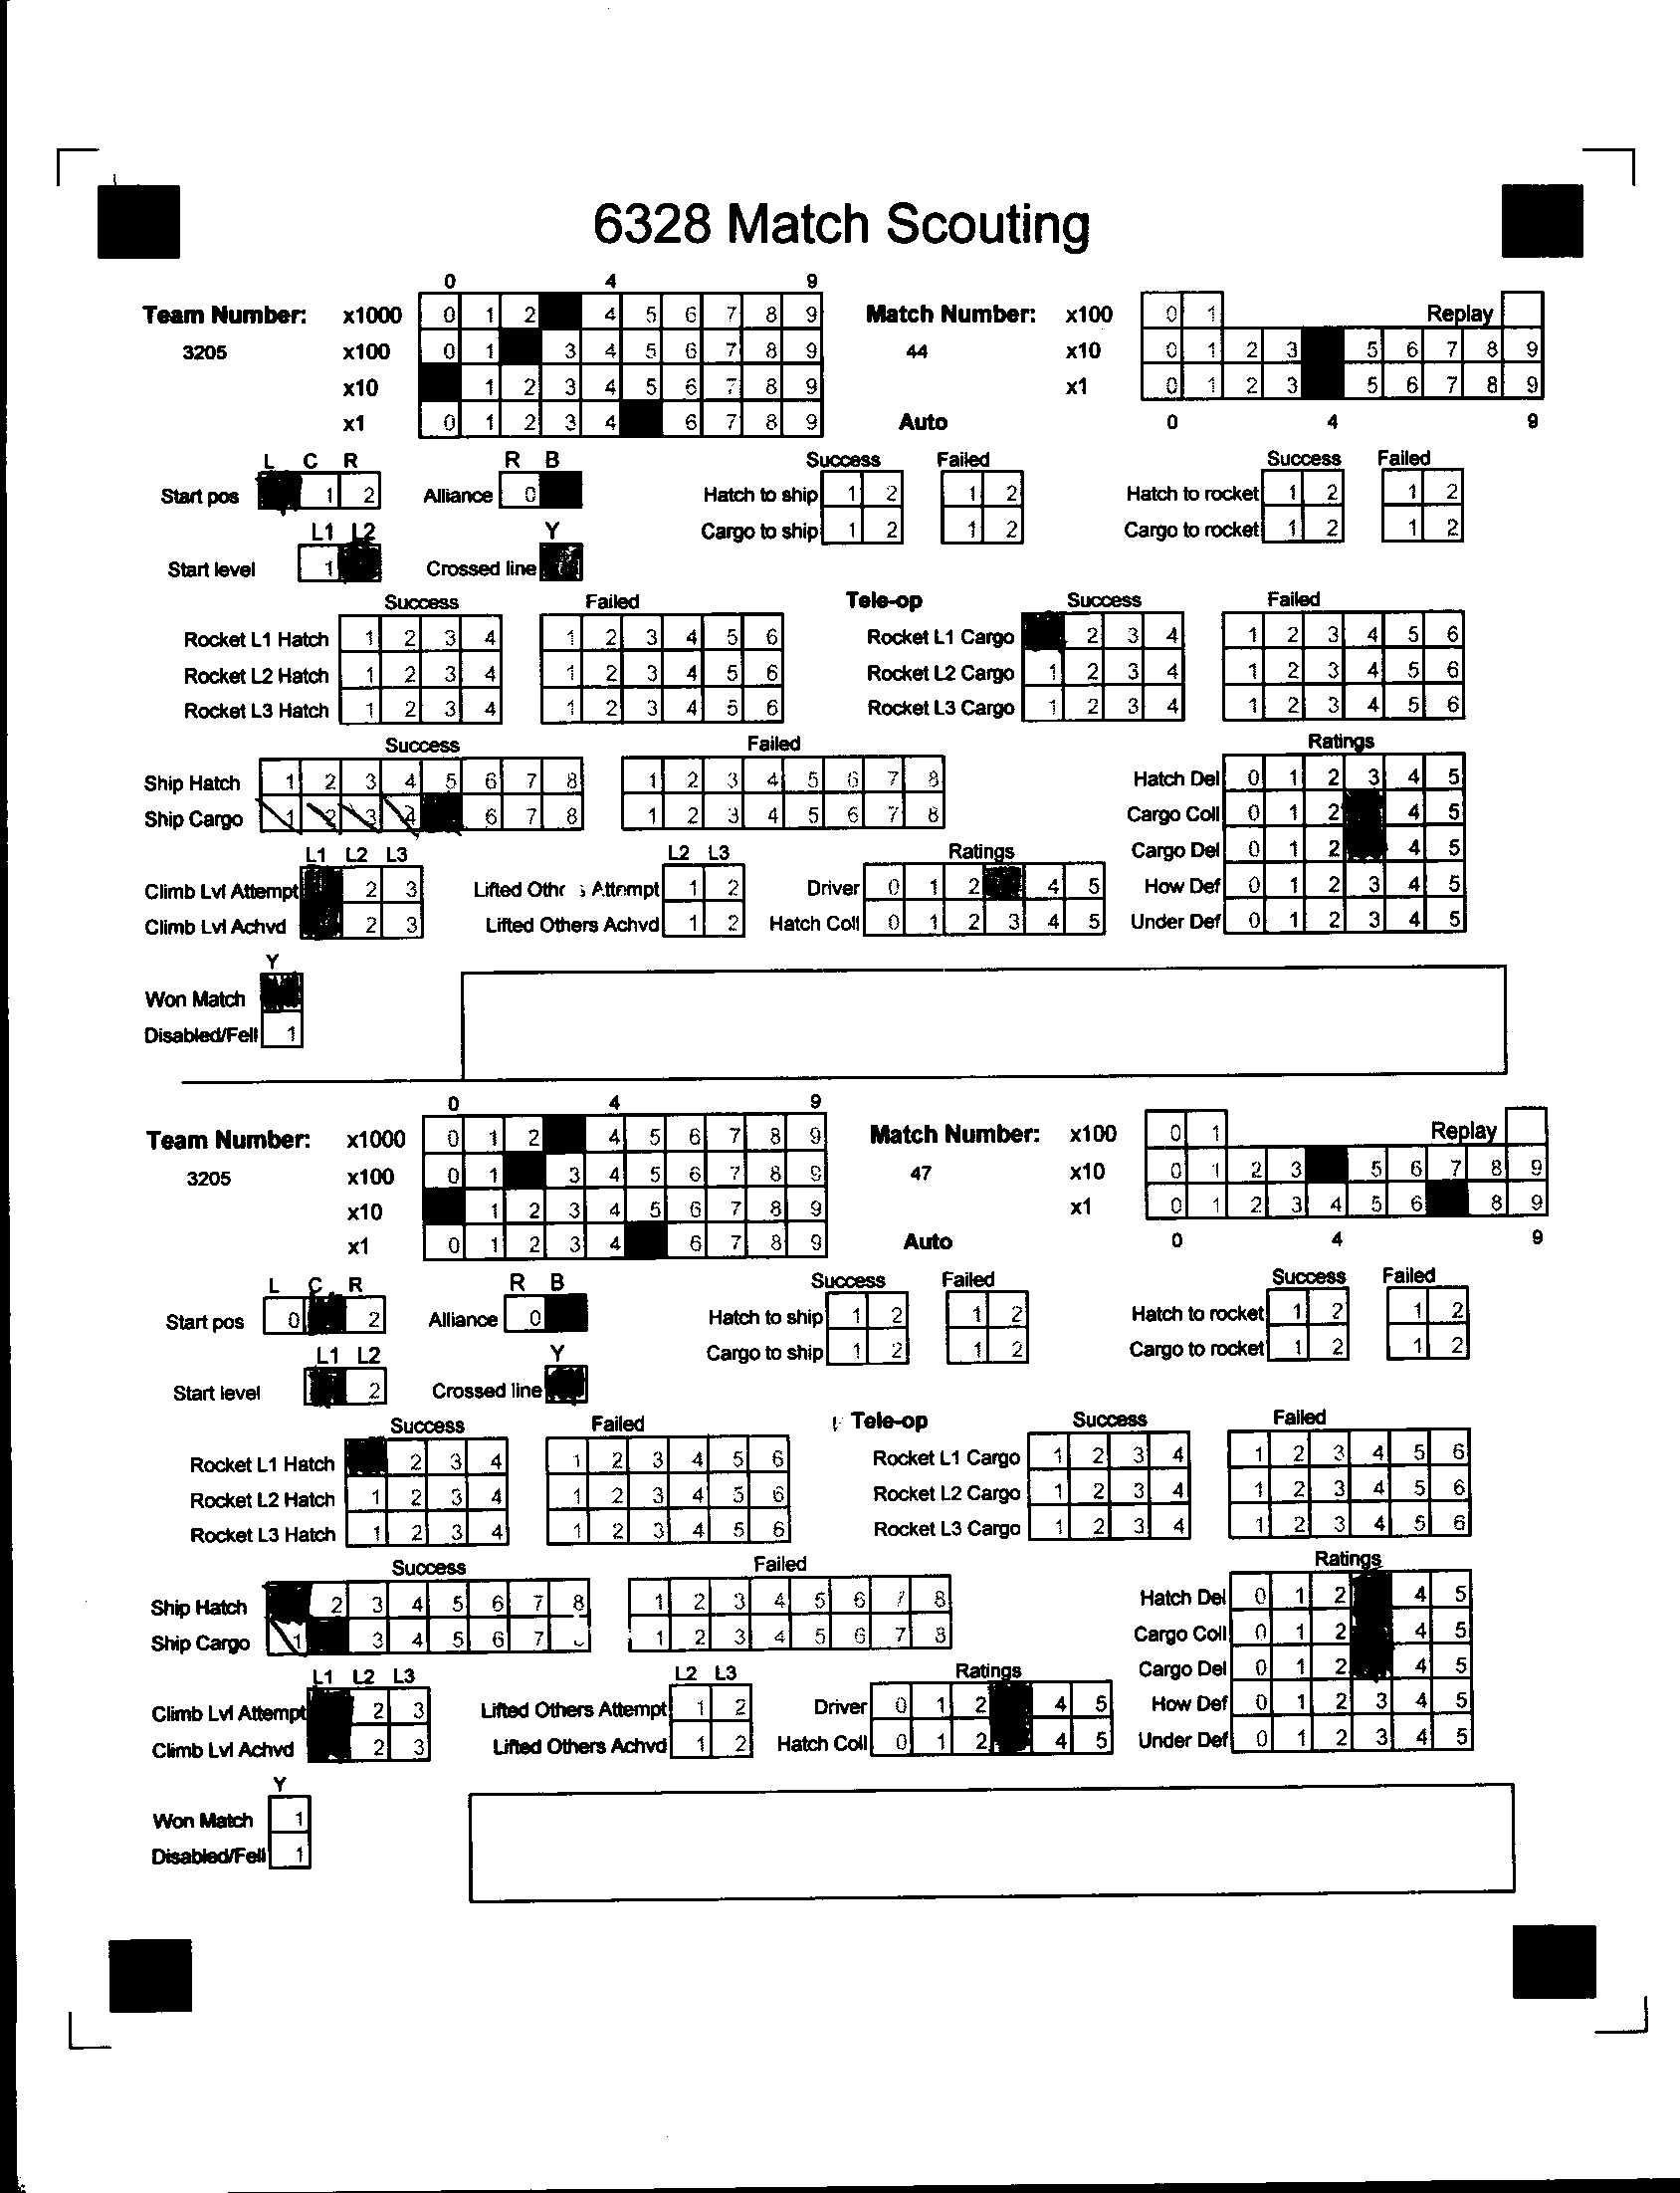 6328 Match Scouting
0 4 9
Team Number: x1000 0 1 2 4 5 6 7 8 9 Match Number: x100 0 1 Replay
3205 x100 0 1 3 4 5 6 7 8 9 44 x10 0 1 2 3 5 6 7 8 9
x10 1 2 3 4 5 6 7 8 9 x1 0 1 2 3 5 6 7 8 9
x1 0 1 2 3 4 6 7 8 9 Auto 0 4 9
L C R R B Success Failed Success Failed
Start pos 1 2 Alliance 0 Hatch to ship 1 2 1 2 Hatch to rocket 1 2 1 2
L1 L2 Y Cargo to ship 1 2 1 2 Cargo to rocket 1 2 1 2
Start level 1 Crossed line
Success Failed Tele-op Success Failed
Rocket L1 Hatch 1 2 3 4 1 2 3 4 5 6 Rocket L1 Cargo 2 3 4 1 2 3 4 5 6
Rocket L2 Hatch 1 2 3 4 1 2 3 4 5 6 Rocket L2 Cargo 1 2 3 4 1 2 3 4 5 6
Rocket L3 Hatch 1 2 3 4 1 2 3 4 5 6 Rocket L3 Cargo 1 2 3 4 1 2 3 4 5 6
Success Failed Ratings
Ship Hatch 1 2 3 4 5 6 7 8 1 2 3 4 5 6 7 8 Hatch Del 0 1 2 3 4 5
Ship Cargo 1 2 3 4 6 7 8 1 2 3 4 5 6 7 8 Cargo Coll 0 1 2 4 5
L1 L2 L3 L2 L3 Ratings Cargo Del 0 1 2 4 5
Climb Lvl Attempt 2 3 Lifted Attempt 1 2 Driver 0 1 2 4 5 How Def 0 1 2 3 4 5
Climb Lvl Achvd 2 3 Lifted Others Achvd 1 2 Hatch Coll 0 1 2 3 4 5 Under Def 0 1 2 3 4 5
Y
Won Match
Disabled/Fell 1
0 4 9
Team Number: x1000 0 1 2 4 5 6 7 8 9 Match Number: x100 0 1 Replay
3205 x100 0 1 3 4 5 6 7 8 9 47 x10 0 1 2 3 5 6 7 8 9
x10 1 2 3 4 5 6 7 8 9 x1 0 1 2 3 4 5 6 8 9
x1 0 1 2 3 4 6 7 8 9 Auto 0 4 9
L C R R B Success Failed Success Failed
Start pos 0 2 Alliance 0 Hatch to ship 1 2 1 2 Hatch to rocket 1 2 1 2
L1 L2 Y Cargo to ship 1 2 1 2 Cargo to rocket 1 2 1 2
Start level 2 Crossed line
Success Failed Tele-op Success Failed
Rocket L1 Hatch 2 3 4 1 2 3 4 5 6 Rocket L1 Cargo 1 2 3 4 1 2 3 4 5 6
Rocket L2 Hatch 1 2 3 4 1 2 3 4 5 6 Rocket L2 Cargo 1 2 3 4 1 2 3 4 5 6
Rocket L3 Hatch 1 2 3 4 1 2 3 4 5 6 Rocket L3 Cargo 1 2 3 4 1 2 3 4 5 6
Success Failed Ratings
Ship Hatch 2 3 4 5 6 7 8 1 2 3 4 5 6 7 8 Hatch Del 0 1 2 4 5
Ship Cargo 1 3 4 5 6 7 1 2 3 4 5 6 7 8 Cargo Coll 0 1 2 4 5
L1 L2 L3 L2 L3 Ratings Cargo Del 0 1 2 4 5
Climb Lvl Attempt 2 3 Lifted Others Attempt 1 2 Driver 0 1 2 4 5 How Def 0 1 2 3 4 5
Climb Lvl Achvd 2 3 Lifted Others Achvd 1 2 Hatch Coll 0 1 2 4 5 Under Def 0 1 2 3 4 5
Y
Won Match 1
Disabled/Fell 1